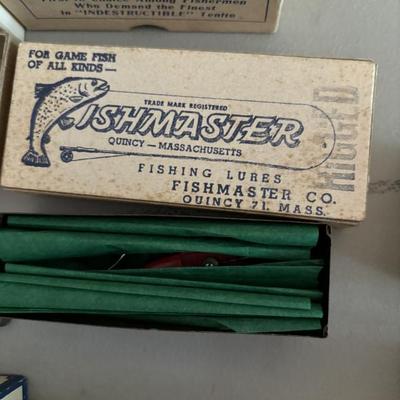 Who Demand the Finest
in "INDESTRUCTIBLE" Tenite
FOR GAME FISH
OF ALL KINDS—
TRADE MARK REGISTERED
FISHMASTER
QUINCY — MASSACHUSETTS
FISHING LURES
FISHMASTER CO.
QUINCY 71, MASS.
RIGGED